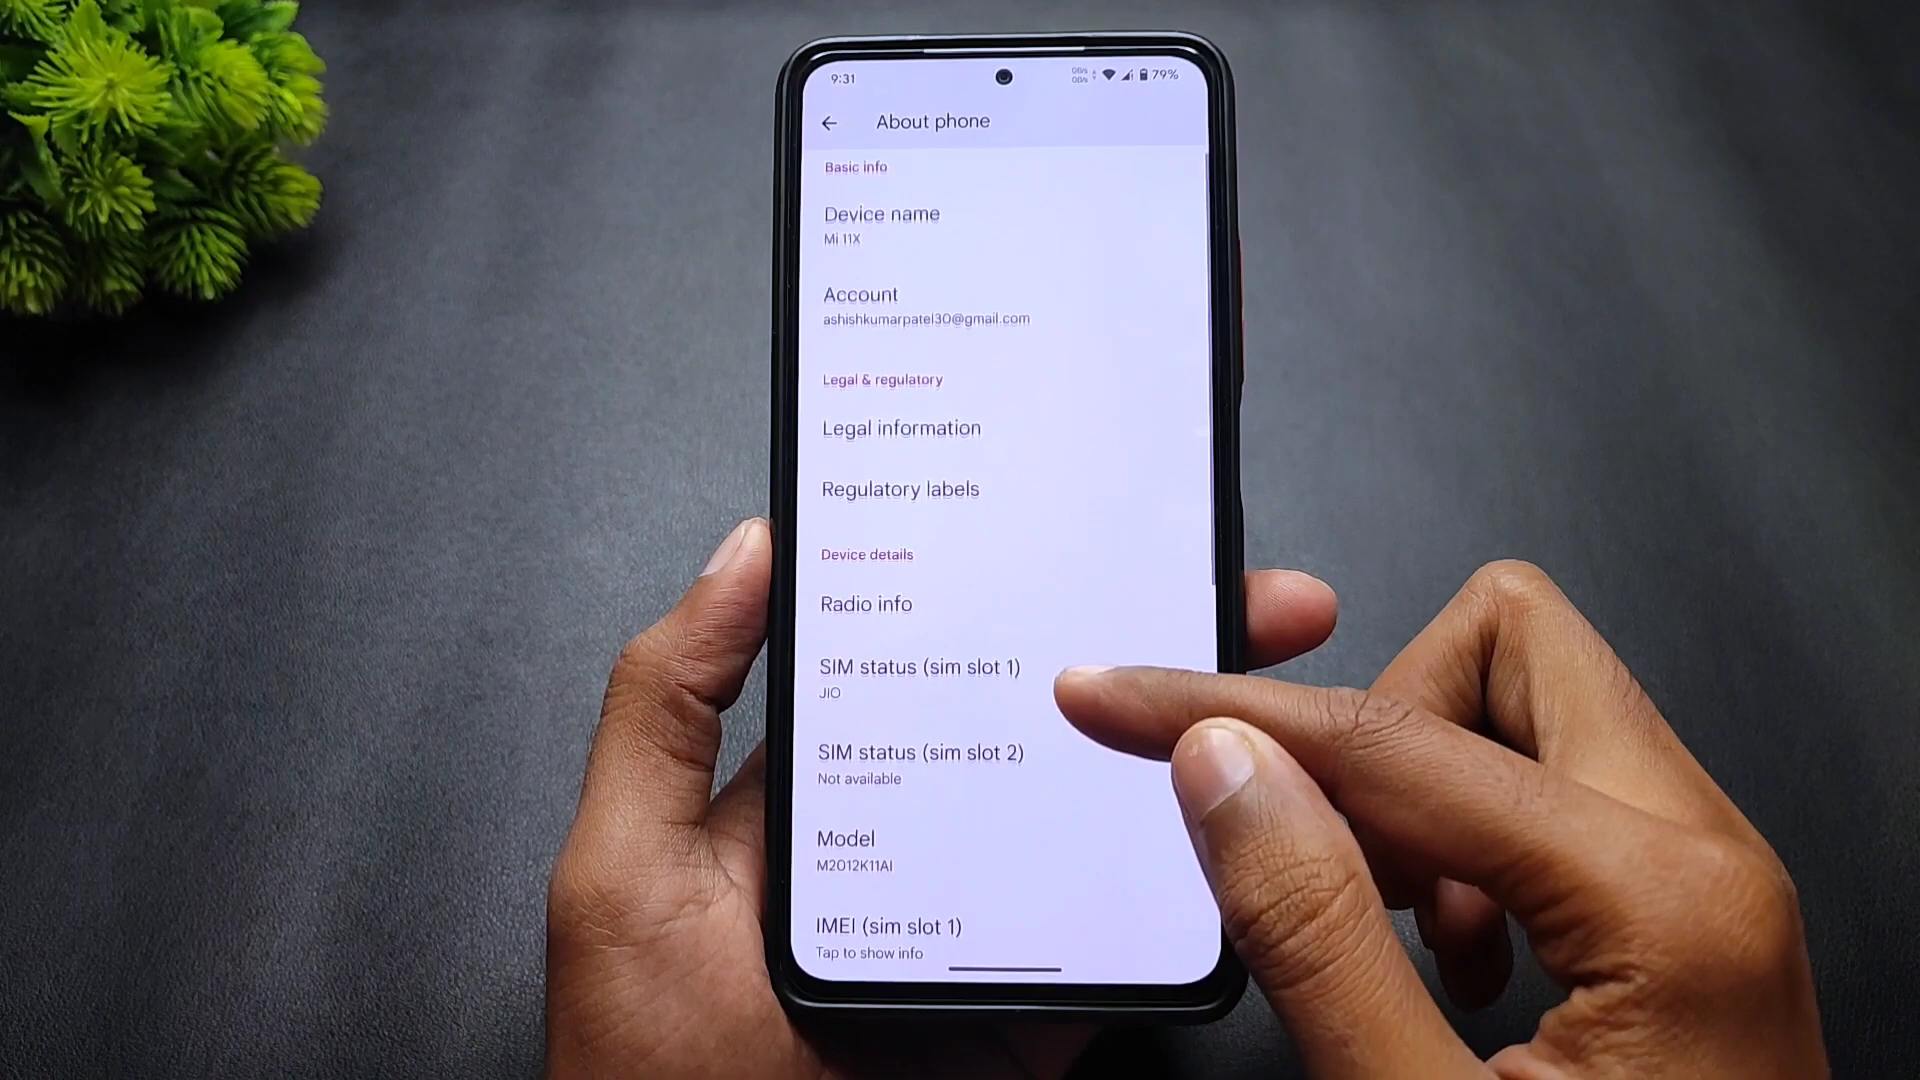 9:31
0B/s
0B/s
79%
About phone
Basic info
Device name
Mi 11X
Account
ashishkumarpatel30@gmail.com
Legal & regulatory
Legal information
Regulatory labels
Device details
Radio info
SIM status (sim slot 1)
JIO
SIM status (sim slot 2)
Not available
Model
M2012K11AI
IMEI (sim slot 1)
Tap to show info